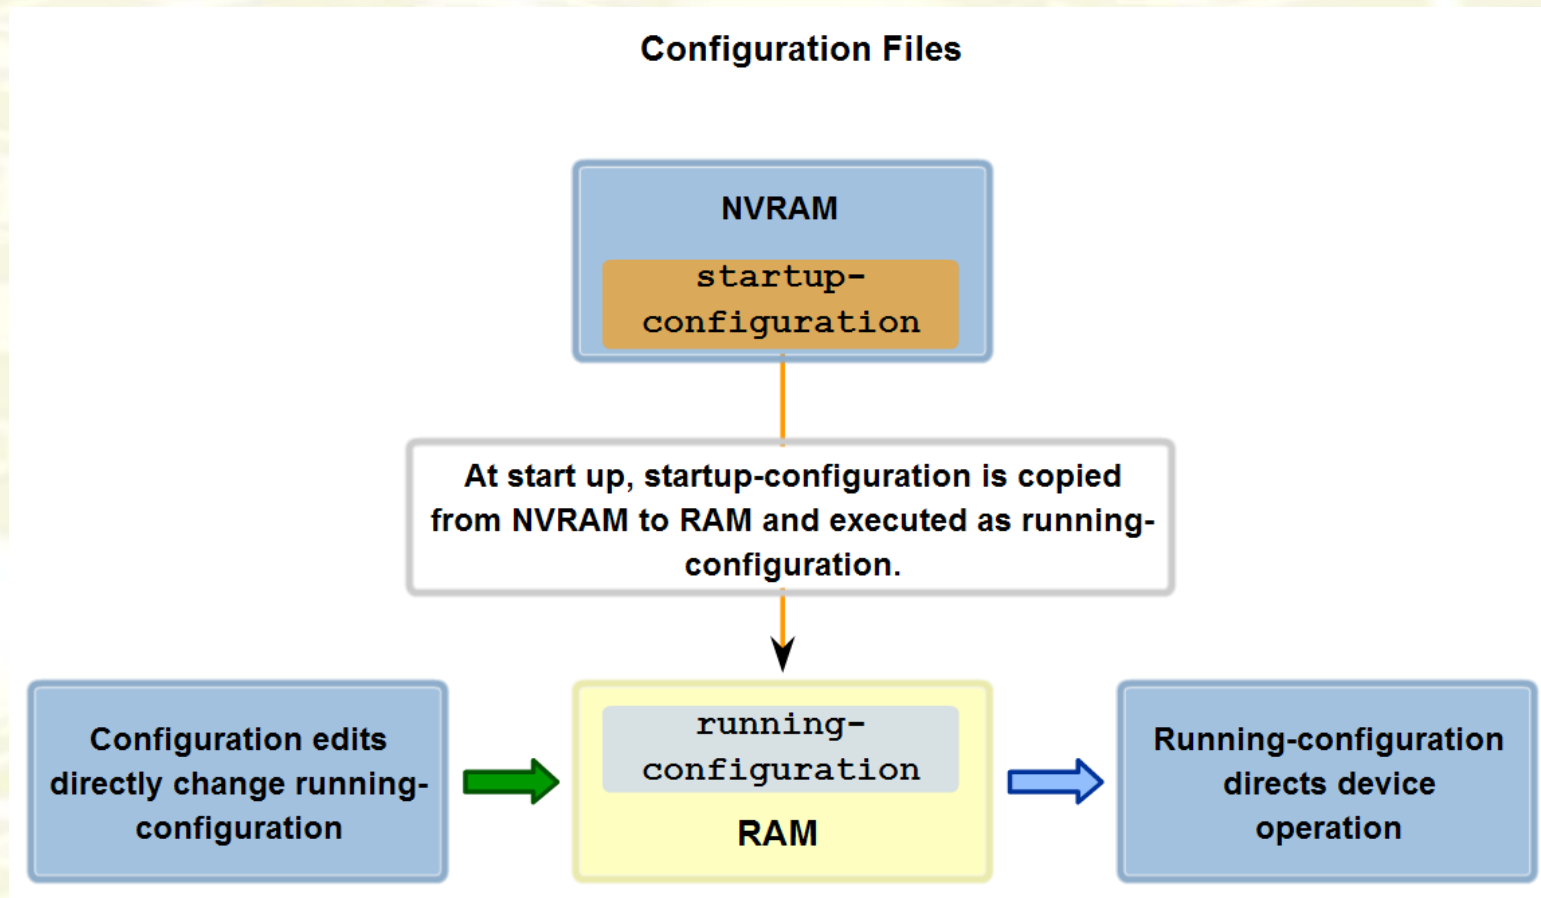 Configuration Files
NVRAM
startup-
configuration
At start up, startup-configuration is copied
from NVRAM to RAM and executed as running-
configuration.
Configuration edits
directly change running-
configuration
running-
configuration
RAM
Running-configuration
directs device
operation